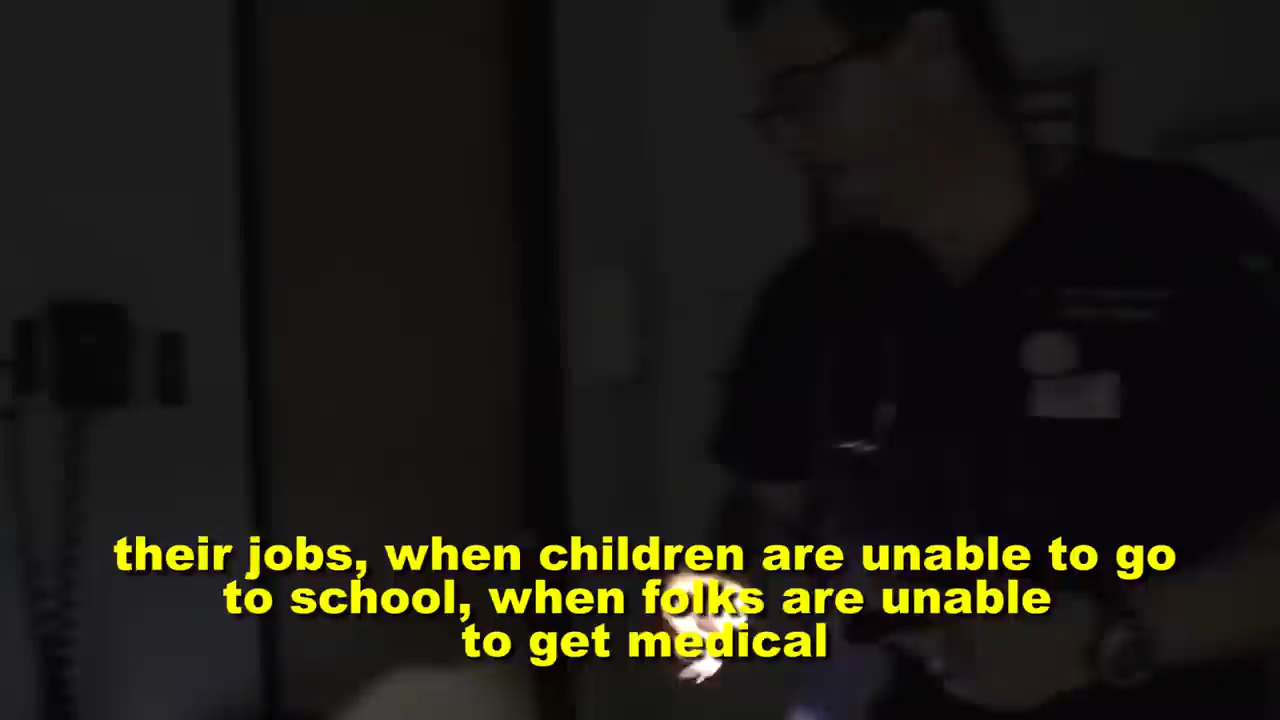 their jobs, when children are unable to go
to school, when folks are unable
to get medical